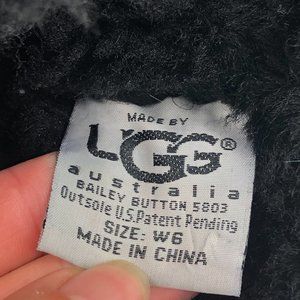 MADE BY
UGG®
australia
BAILEY BUTTON 5803
Outsole U.S.Patent Pending
SIZE: W6
MADE IN CHINA